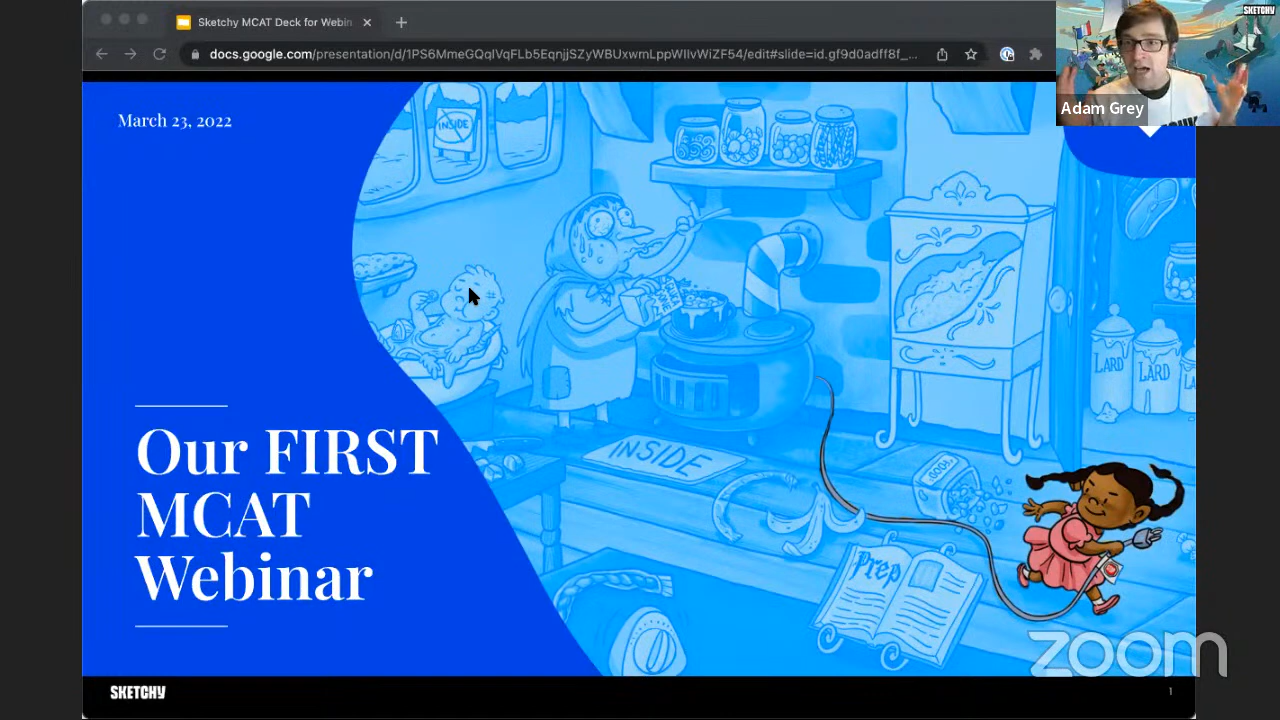 Sketchy MCAT Deck for Webin
docs.google.com/presentation/d/1PS6MmeGQqIVqFLb5EqnjjSZyWBUxwmLppWIIvWiZF54/edit#slide=id.gf9d0adff8f_...
SKETCHY
Adam Grey
March 23, 2022
INSIDE
LARD
LARD
Our FIRST
MCAT
Webinar
INSIDE
Prep
zoom
SKETCHY
1